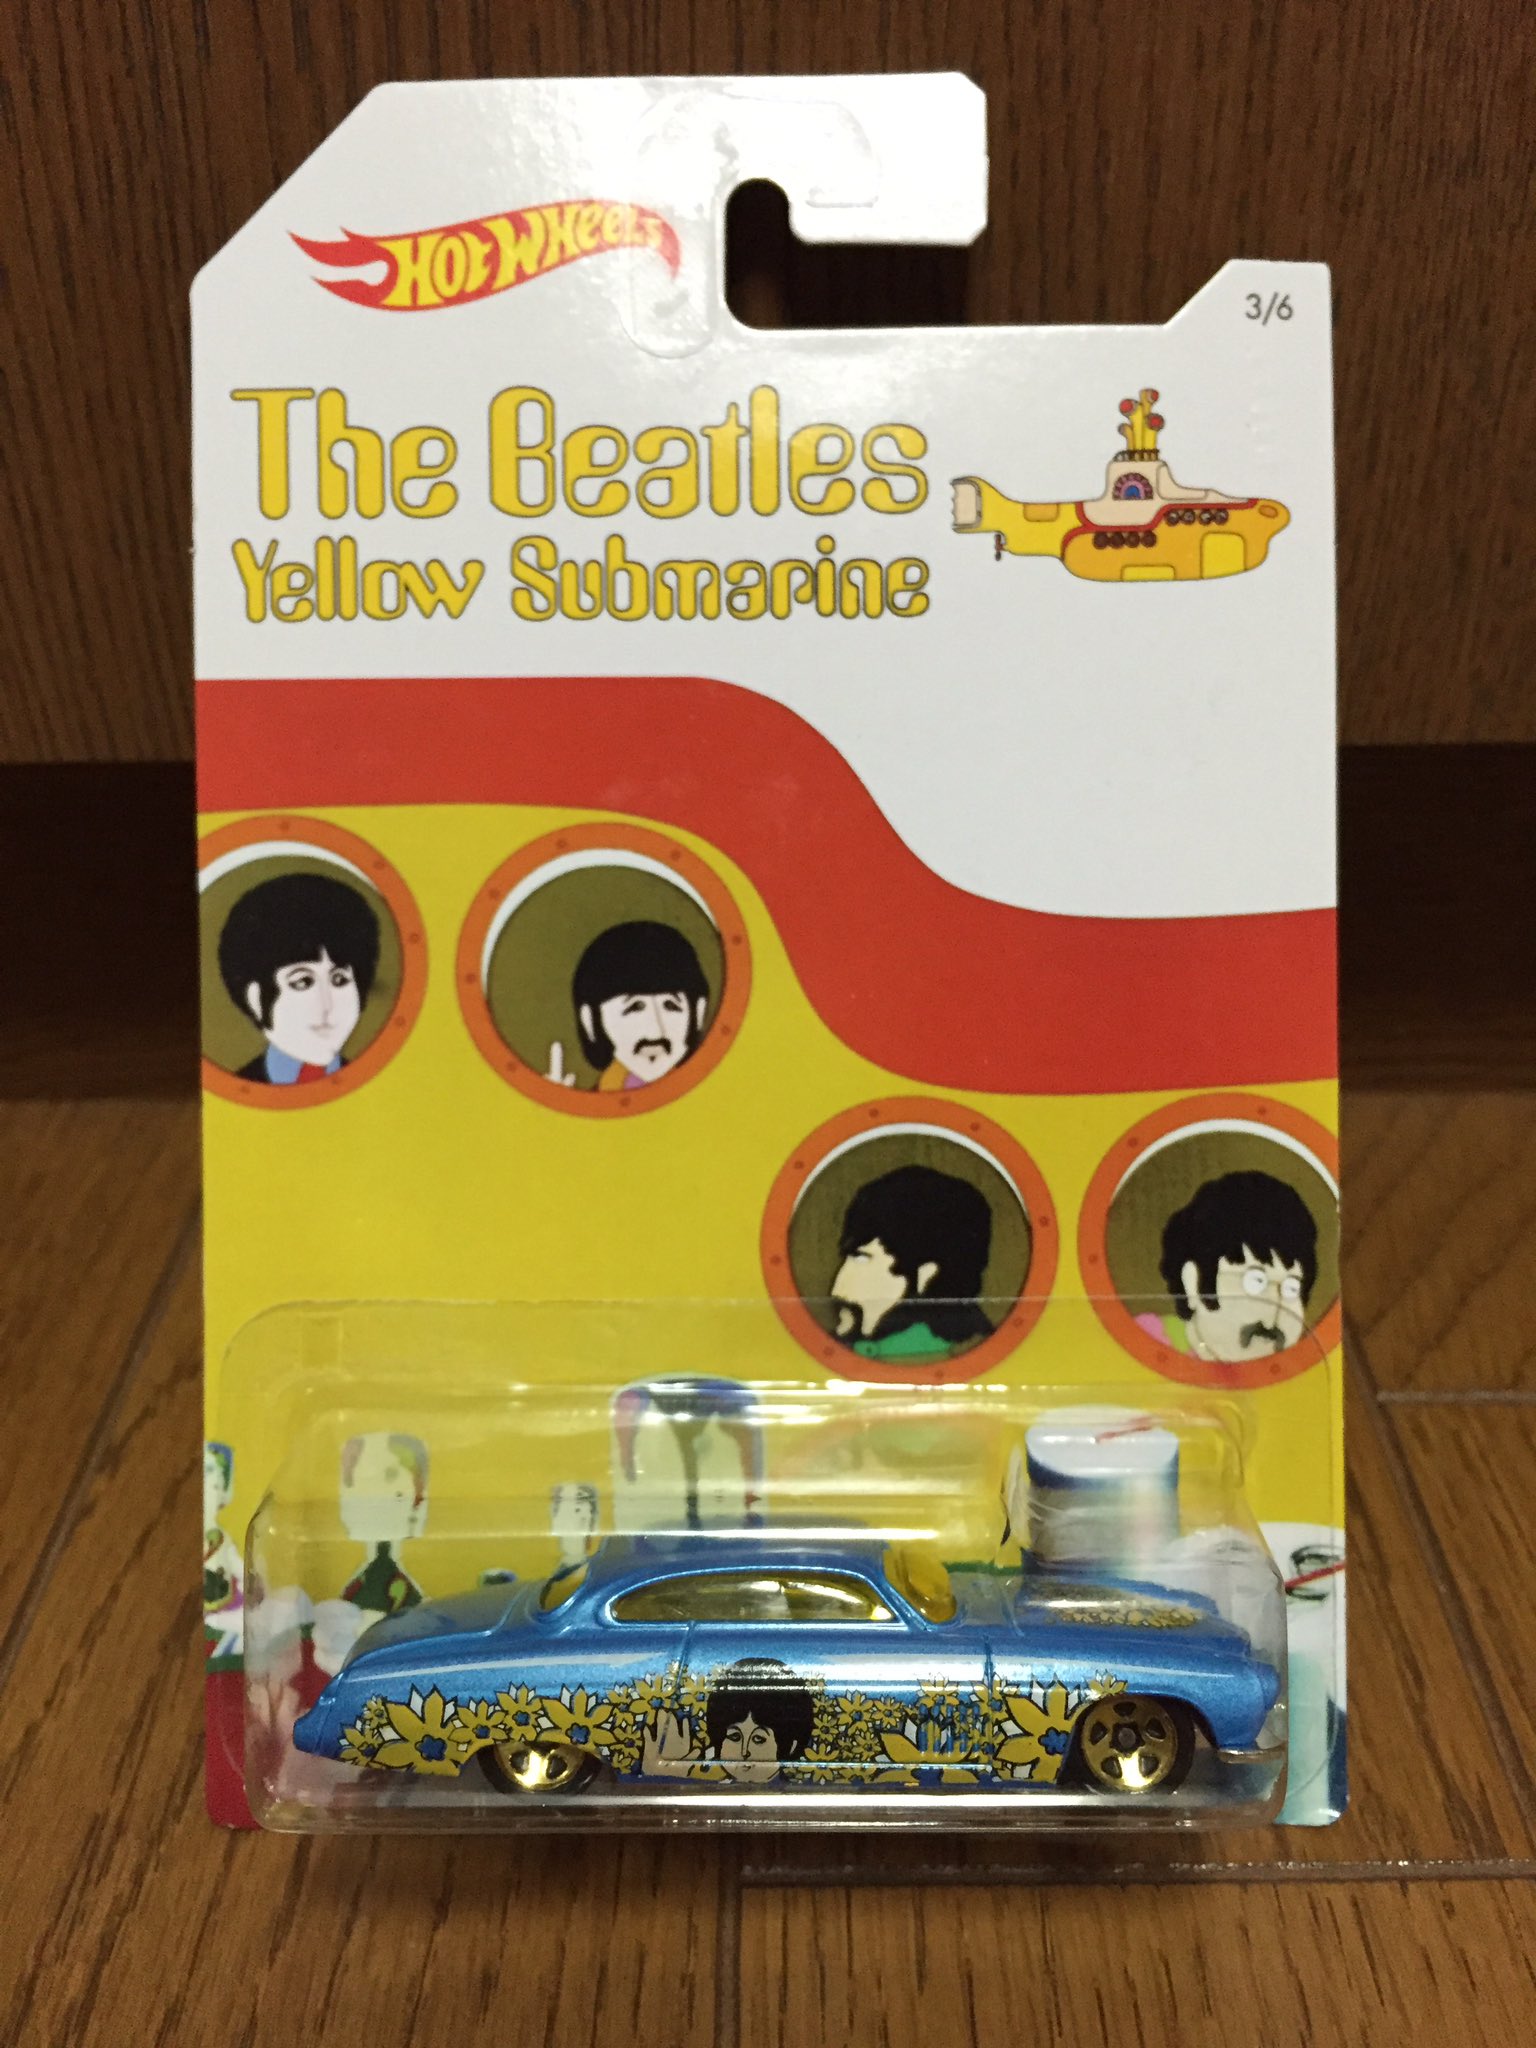 Hot Wheels
3/6
The Beatles
Yellow Submarine